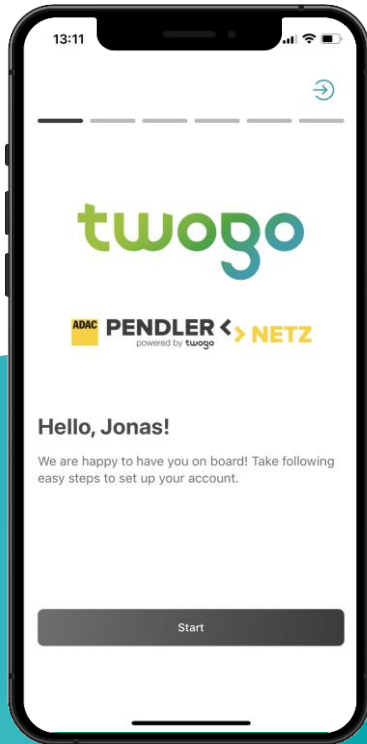 13:11
twogo
ADAC PENDLER <> NETZ
powered by twogo
Hello, Jonas!
We are happy to have you on board! Take following
easy steps to set up your account.
Start